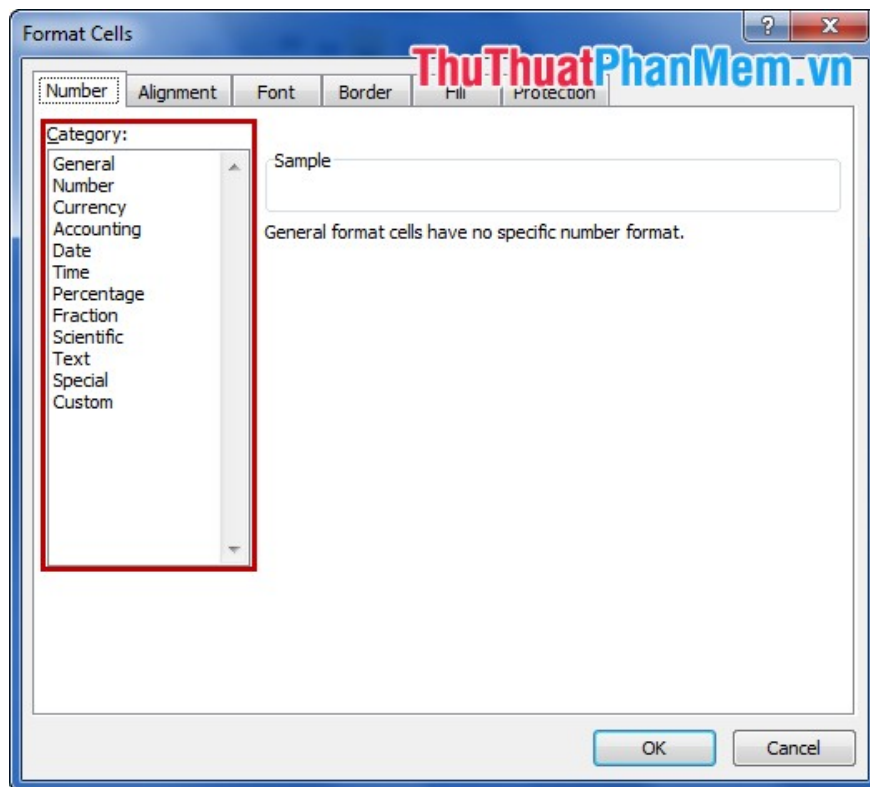 Format Cells
ThuThuatPhanMem.vn
Number Alignment Font Border Fill Protection
Category:
General
Number
Currency
Accounting
Date
Time
Percentage
Fraction
Scientific
Text
Special
Custom
Sample
General format cells have no specific number format.
OK Cancel